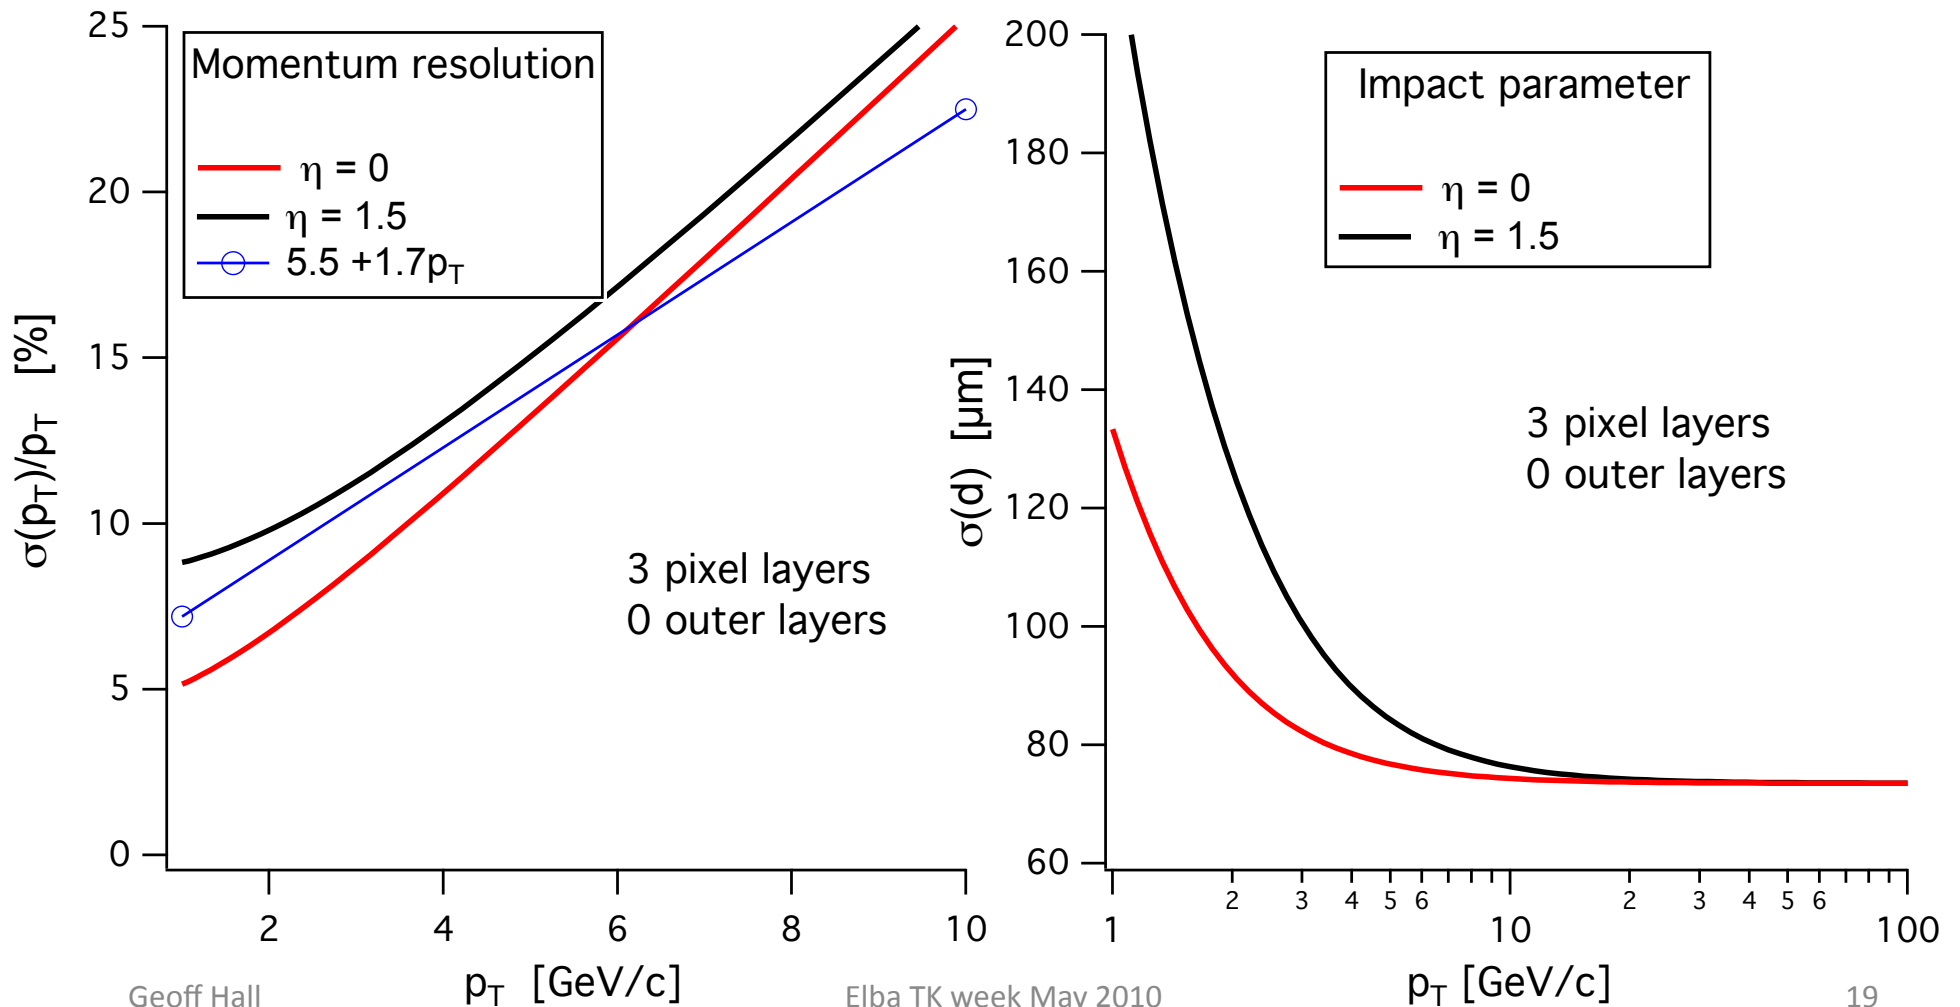 Momentum resolution
η = 0
η = 1.5
5.5 +1.7pT
σ(pT)/pT [%]
25
20
15
10
5
0
3 pixel layers
0 outer layers
2
4
6
8
10
pT [GeV/c]
Impact parameter
η = 0
η = 1.5
σ(d) [µm]
200
180
160
140
120
100
80
60
3 pixel layers
0 outer layers
2 3 4 5 6 2 3 4 5 6
1 10 100
pT [GeV/c]
Geoff Hall
Elba TK week May 2010
19